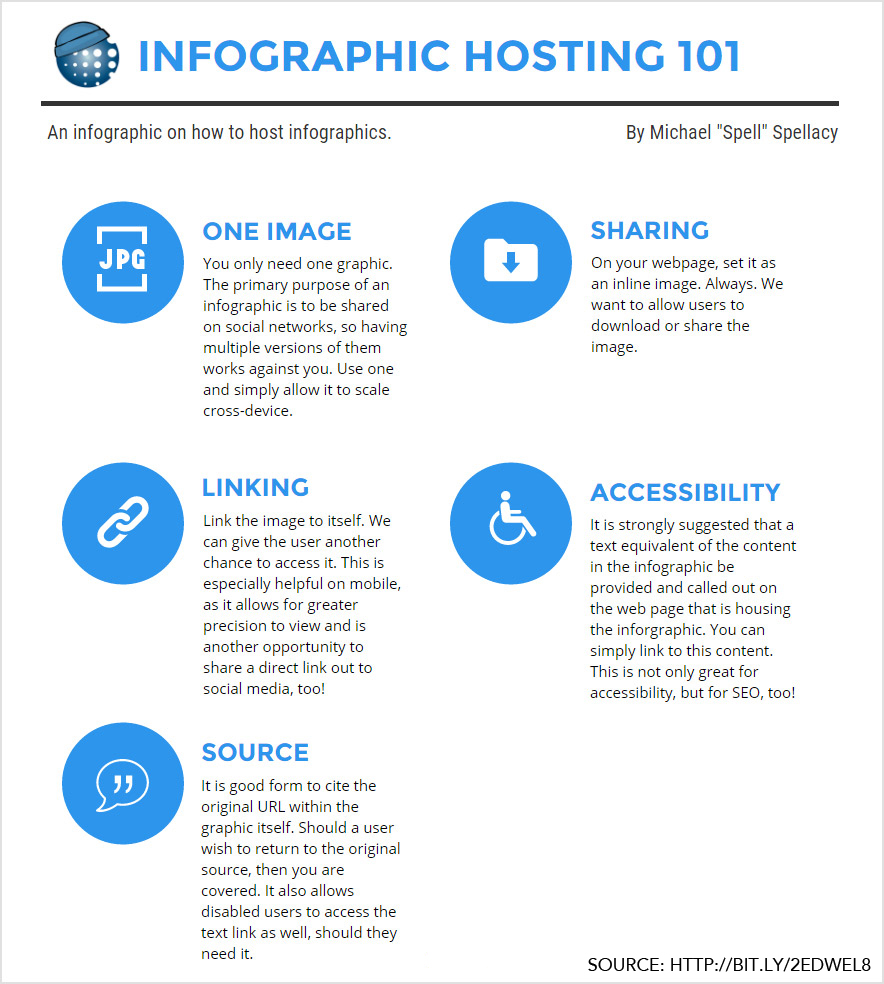 INFOGRAPHIC HOSTING 101
An infographic on how to host infographics.
By Michael "Spell" Spellacy
JPG
ONE IMAGE
You only need one graphic.
The primary purpose of an
infographic is to be shared
on social networks, so having
multiple versions of them
works against you. Use one
and simply allow it to scale
cross-device.
SHARING
On your webpage, set it as
an inline image. Always. We
want to allow users to
download or share the
image.
LINKING
Link the image to itself. We
can give the user another
chance to access it. This is
especially helpful on mobile,
as it allows for greater
precision to view and is
another opportunity to
share a direct link out to
social media, too!
ACCESSIBILITY
It is strongly suggested that a
text equivalent of the content
in the infographic be
provided and called out on
the web page that is housing
the inforgraphic. You can
simply link to this content.
This is not only great for
accessibility, but for SEO, too!
SOURCE
It is good form to cite the
original URL within the
graphic itself. Should a user
wish to return to the original
source, then you are
covered. It also allows
disabled users to access the
text link as well, should they
need it.
SOURCE: HTTP://BIT.LY/2EDWEL8